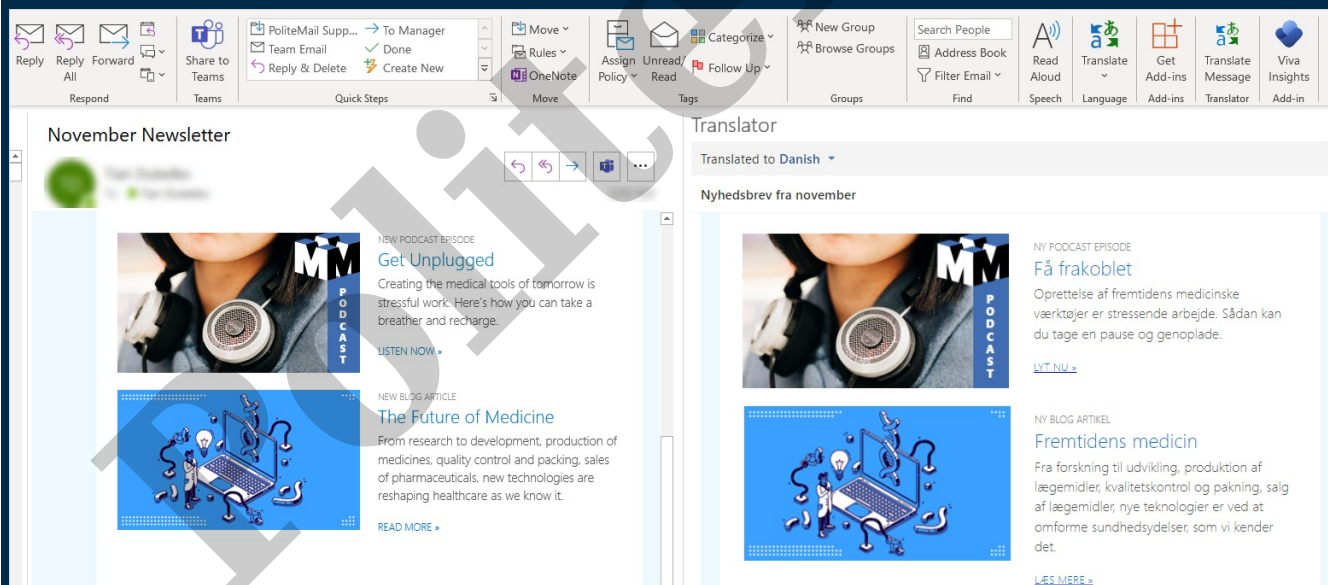 PoliteMail Supp...
To Manager
Move
New Group
Search People
Team Email
Done
Rules
Categorize
Browse Groups
Address Book
Reply
Reply All
Forward
Share to Teams
Reply & Delete
Create New
OneNote
Assign Policy
Unread/ Read
Follow Up
Filter Email
Read Aloud
Translate
Get Add-ins
Translate Message
Viva Insights
Respond
Teams
Quick Steps
Move
Tags
Groups
Find
Speech
Language
Add-ins
Translator
Add-in
November Newsletter
NEW PODCAST EPISODE
Get Unplugged
Creating the medical tools of tomorrow is
stressful work. Here's how you can take a
breather and recharge.
LISTEN NOW »
MM
PODCAST
NEW BLOG ARTICLE
The Future of Medicine
From research to development, production of
medicines, quality control and packing, sales
of pharmaceuticals, new technologies are
reshaping healthcare as we know it.
READ MORE »
Translator
Translated to Danish
Nyhedsbrev fra november
MM
PODCAST
NY PODCAST EPISODE
Få frakoblet
Oprettelse af fremtidens medicinske
værktøjer er stressende arbejde. Sådan kan
du tage en pause og genoplade.
LYT NU »
NY BLOG ARTIKEL
Fremtidens medicin
Fra forskning til udvikling, produktion af
lægemidler, kvalitetskontrol og pakning, salg
af lægemidler, nye teknologier er ved at
omforme sundhedsydelser, som vi kender
det.
LÆS MERE »